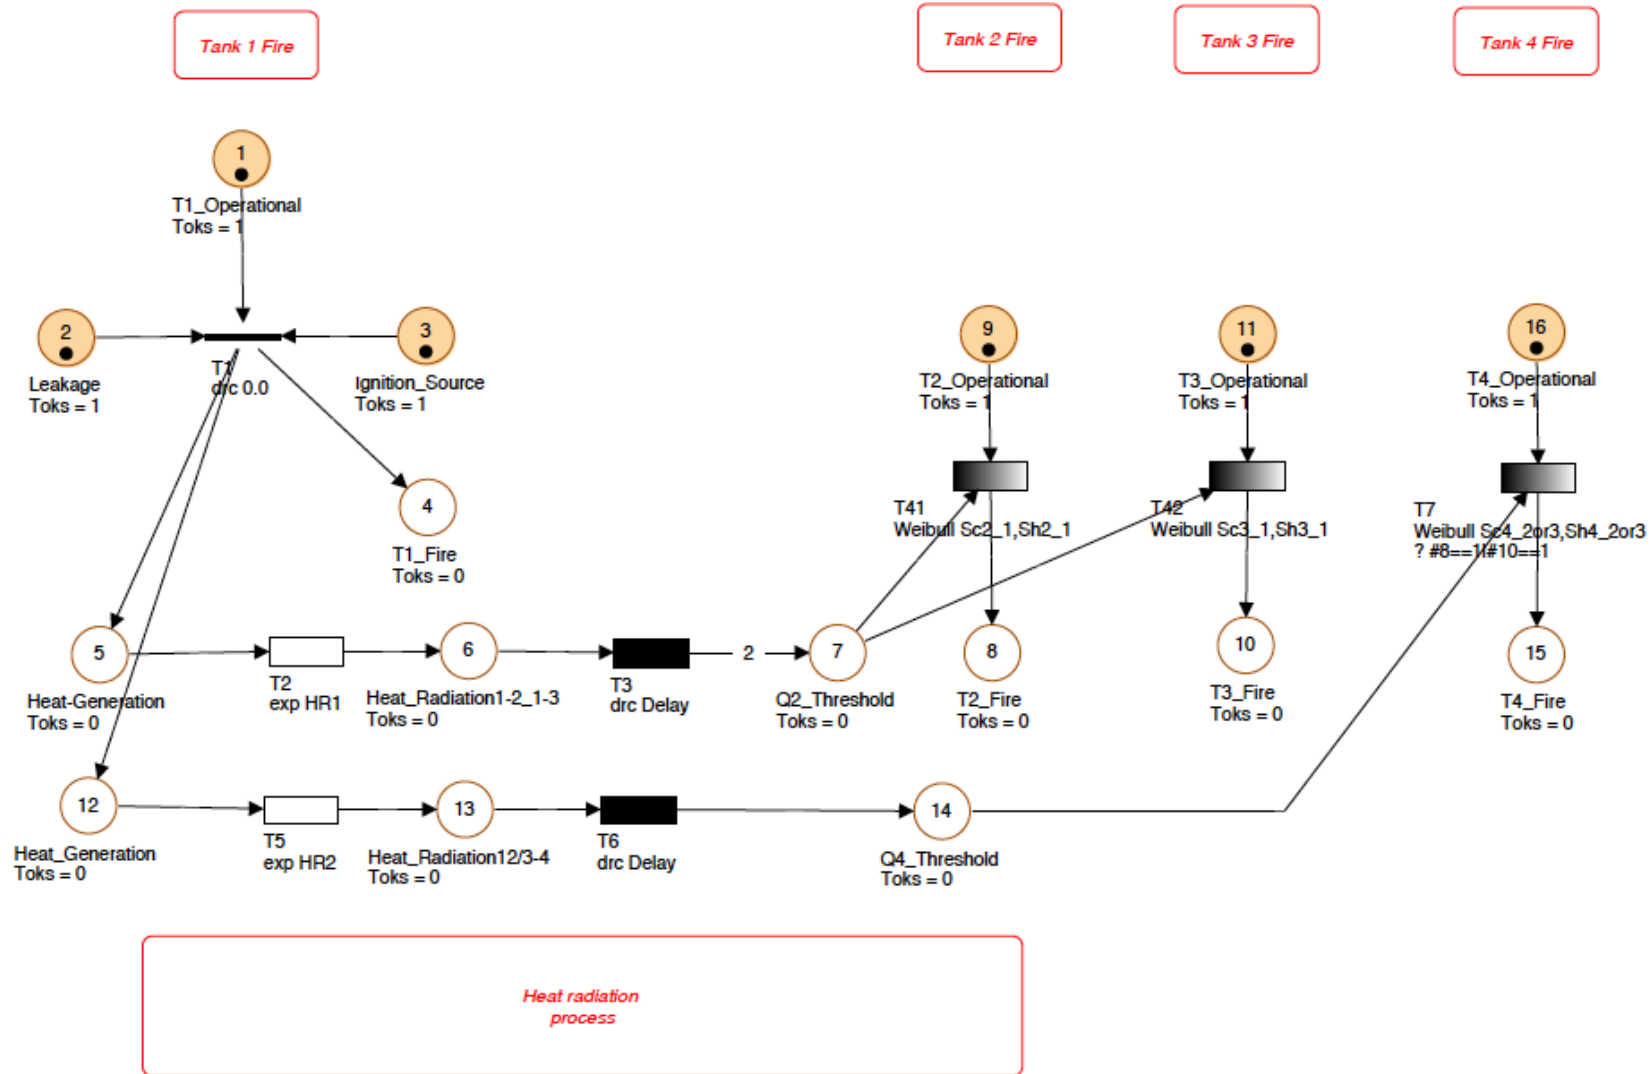 Tank 1 Fire
Tank 2 Fire
Tank 3 Fire
Tank 4 Fire
1
T1_Operational
Toks = 1
2
Leakage
Toks = 1
3
Ignition_Source
Toks = 1
T1
drc 0.0
4
T1_Fire
Toks = 0
9
T2_Operational
Toks = 1
11
T3_Operational
Toks = 1
16
T4_Operational
Toks = 1
T41
Weibull Sc2_1,Sh2_1
T42
Weibull Sc3_1,Sh3_1
T7
Weibull Sc4_2or3,Sh4_2or3
? #8==1|#10==1
5
Heat-Generation
Toks = 0
T2
exp HR1
6
Heat_Radiation1-2_1-3
Toks = 0
T3
drc Delay
2
7
Q2_Threshold
Toks = 0
8
T2_Fire
Toks = 0
10
T3_Fire
Toks = 0
15
T4_Fire
Toks = 0
12
Heat_Generation
Toks = 0
T5
exp HR2
13
Heat_Radiation12/3-4
Toks = 0
T6
drc Delay
14
Q4_Threshold
Toks = 0
Heat radiation
process